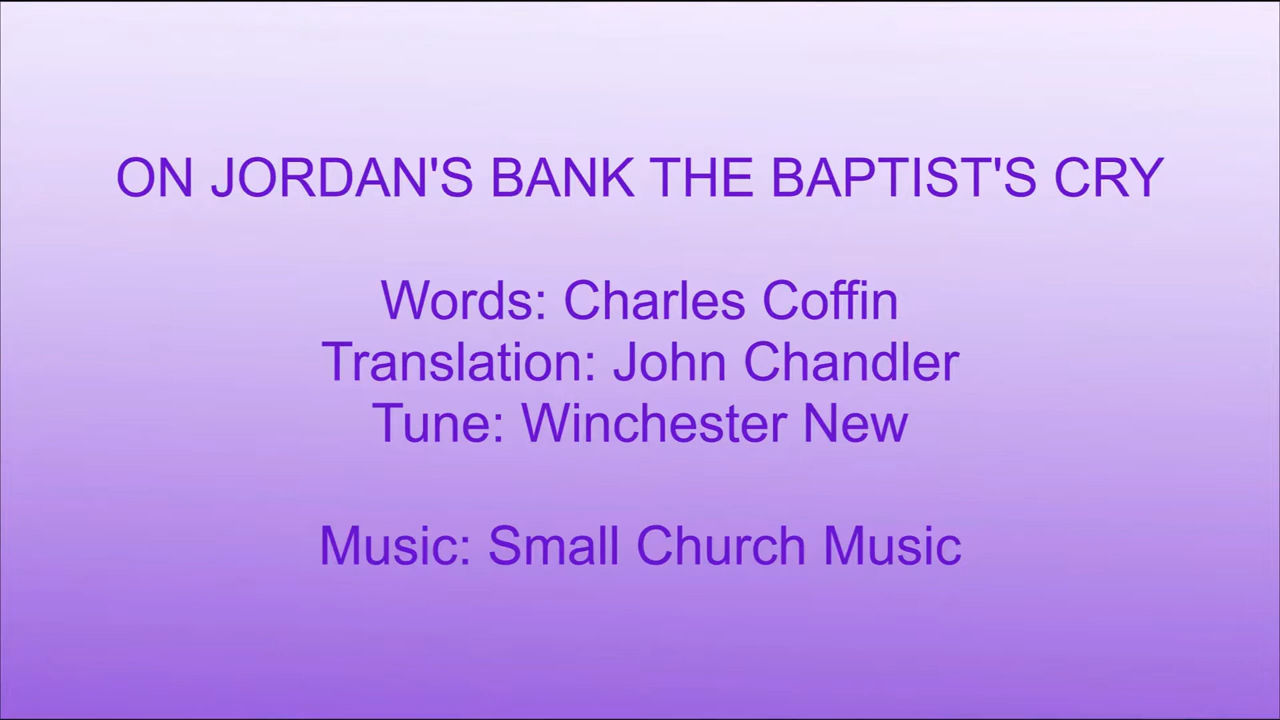 ON JORDAN'S BANK THE BAPTIST'S CRY
Words: Charles Coffin
Translation: John Chandler
Tune: Winchester New
Music: Small Church Music